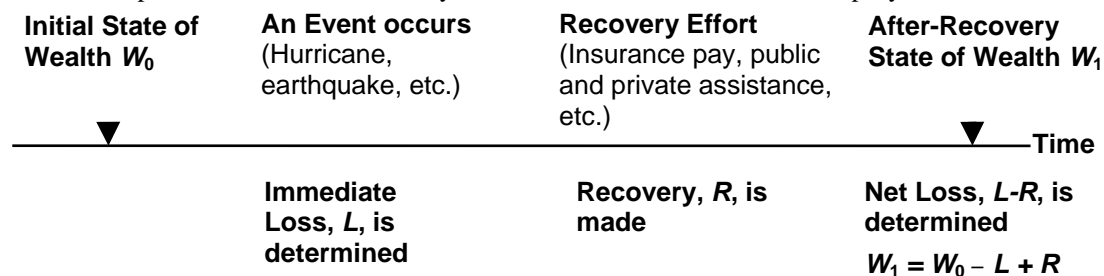 Initial State of
Wealth W0
An Event occurs
(Hurricane,
earthquake, etc.)
Recovery Effort
(Insurance pay, public
and private assistance,
etc.)
After-Recovery
State of Wealth W1
Time
Immediate
Loss, L, is
determined
Recovery, R, is
made
Net Loss, L-R, is
determined
W1 = W0 – L + R